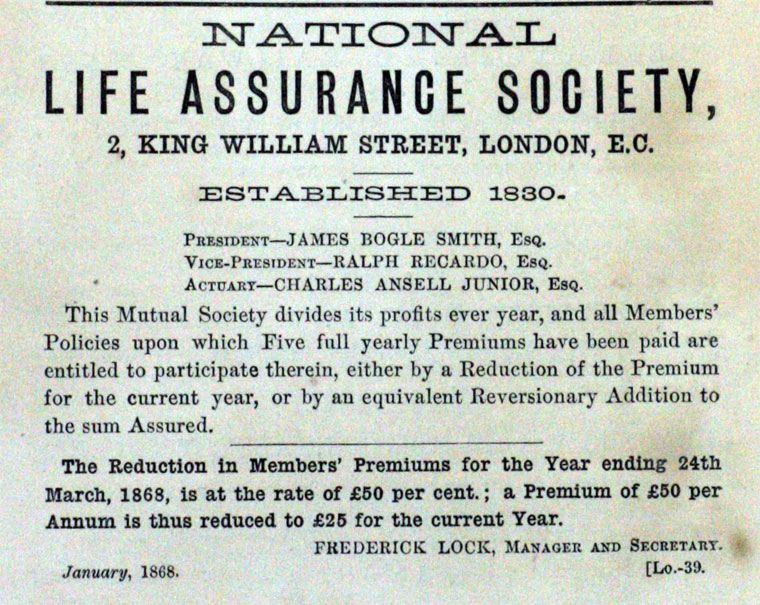 NATIONAL
LIFE ASSURANCE SOCIETY,
2, KING WILLIAM STREET, LONDON, E.C.
ESTABLISHED 1830.
PRESIDENT—JAMES BOGLE SMITH, ESQ.
VICE-PRESIDENT—RALPH RECARDO, ESQ.
ACTUARY—CHARLES ANSELL JUNIOR, ESQ.
This Mutual Society divides its profits ever year, and all Members'
Policies upon which Five full yearly Premiums have been paid are
entitled to participate therein, either by a Reduction of the Premium
for the current year, or by an equivalent Reversionary Addition to
the sum Assured.
The Reduction in Members' Premiums for the Year ending 24th
March, 1868, is at the rate of £50 per cent.; a Premium of £50 per
Annum is thus reduced to £25 for the current Year.
FREDERICK LOCK, MANAGER AND SECRETARY.
January, 1868. [Lo.-39.